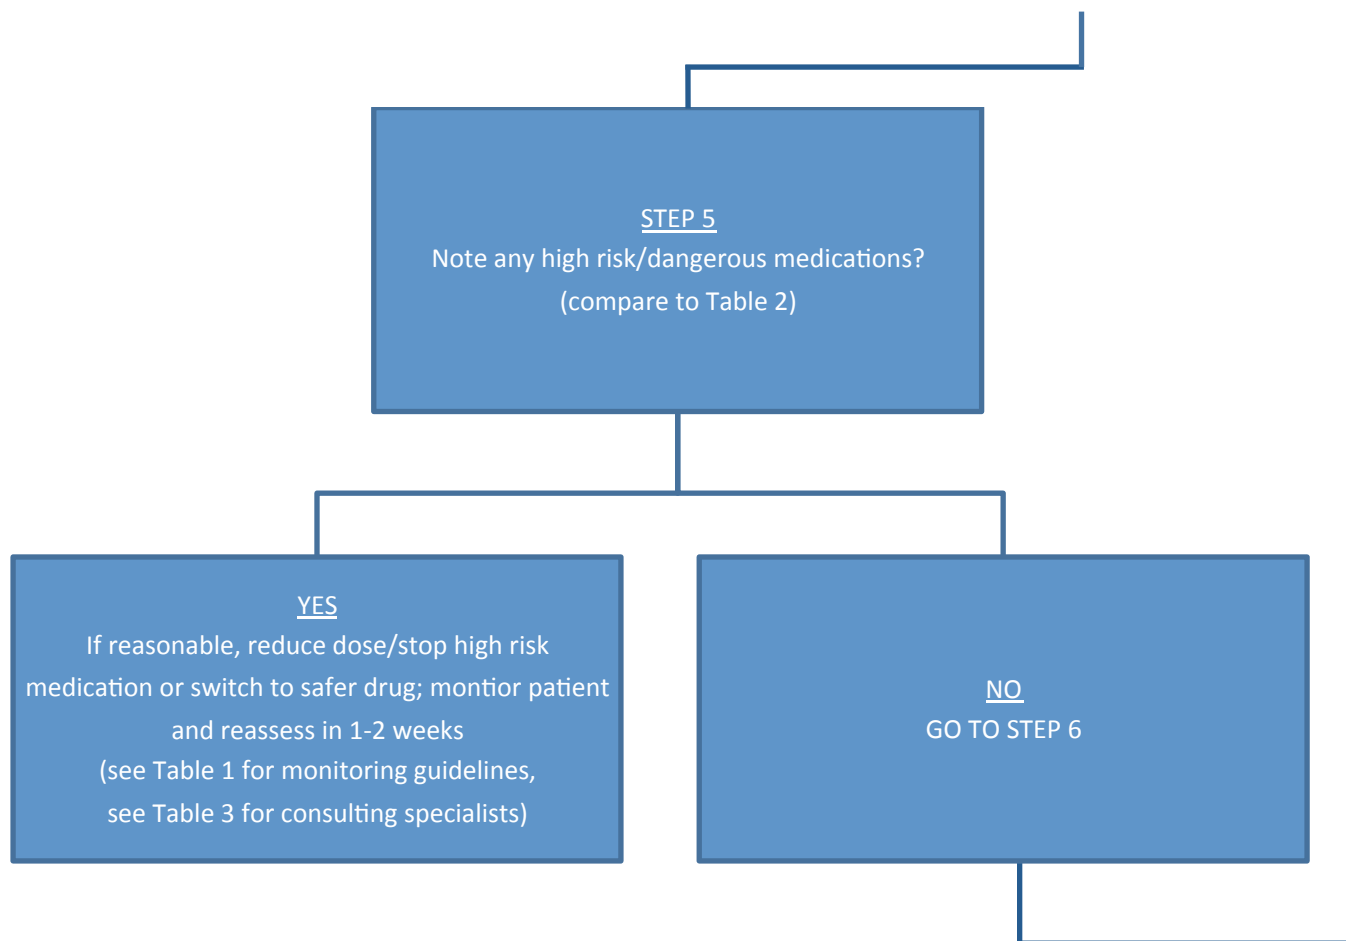 STEP 5
Note any high risk/dangerous medications?
(compare to Table 2)
YES
If reasonable, reduce dose/stop high risk
medication or switch to safer drug; montior patient
and reassess in 1-2 weeks
(see Table 1 for monitoring guidelines,
see Table 3 for consulting specialists)
NO
GO TO STEP 6